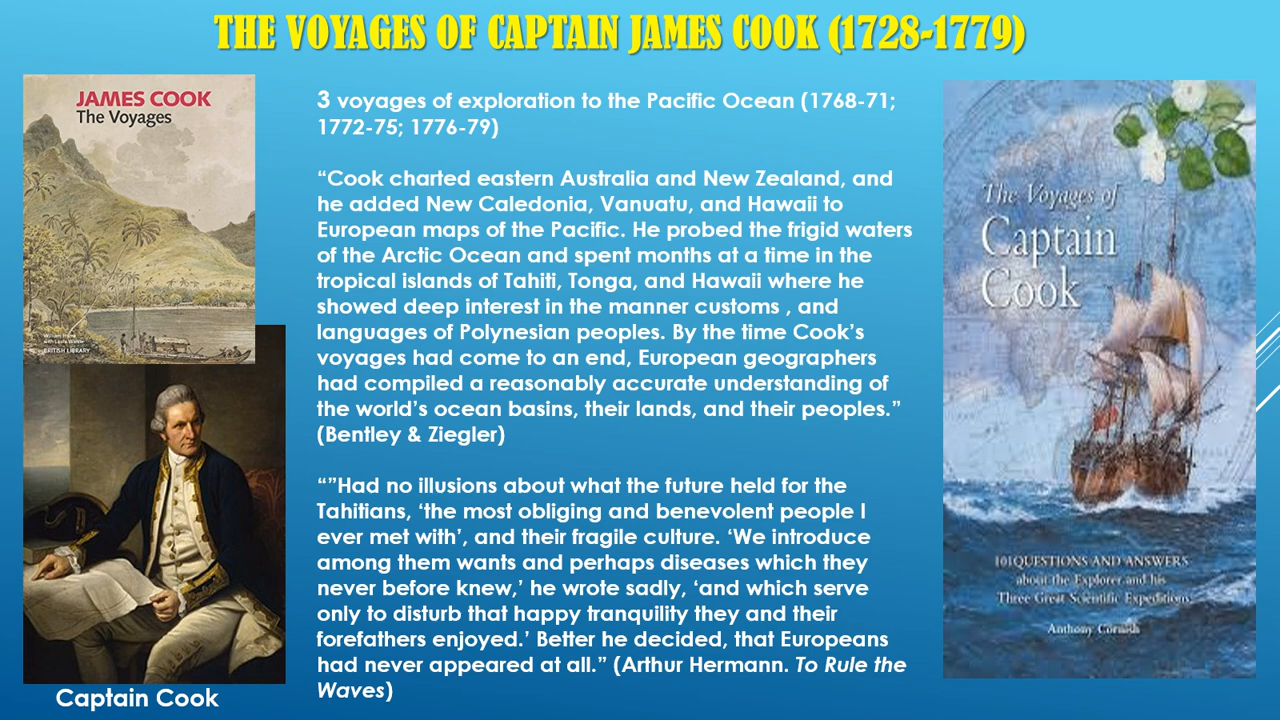 THE VOYAGES OF CAPTAIN JAMES COOK (1728-1779)
JAMES COOK
The Voyages
William Frame
with Laura Walker
BRITISH LIBRARY
Captain Cook
3 voyages of exploration to the Pacific Ocean (1768-71;
1772-75; 1776-79)
“Cook charted eastern Australia and New Zealand, and
he added New Caledonia, Vanuatu, and Hawaii to
European maps of the Pacific. He probed the frigid waters
of the Arctic Ocean and spent months at a time in the
tropical islands of Tahiti, Tonga, and Hawaii where he
showed deep interest in the manner customs , and
languages of Polynesian peoples. By the time Cook’s
voyages had come to an end, European geographers
had compiled a reasonably accurate understanding of
the world’s ocean basins, their lands, and their peoples.”
(Bentley & Ziegler)
“”Had no illusions about what the future held for the
Tahitians, ‘the most obliging and benevolent people I
ever met with’, and their fragile culture. ‘We introduce
among them wants and perhaps diseases which they
never before knew,’ he wrote sadly, ‘and which serve
only to disturb that happy tranquility they and their
forefathers enjoyed.’ Better he decided, that Europeans
had never appeared at all.” (Arthur Hermann. To Rule the
Waves)
The Voyages of
Captain
Cook
101 QUESTIONS AND ANSWERS
about the Explorer and his
Three Great Scientific Expeditions
Anthony Cornish